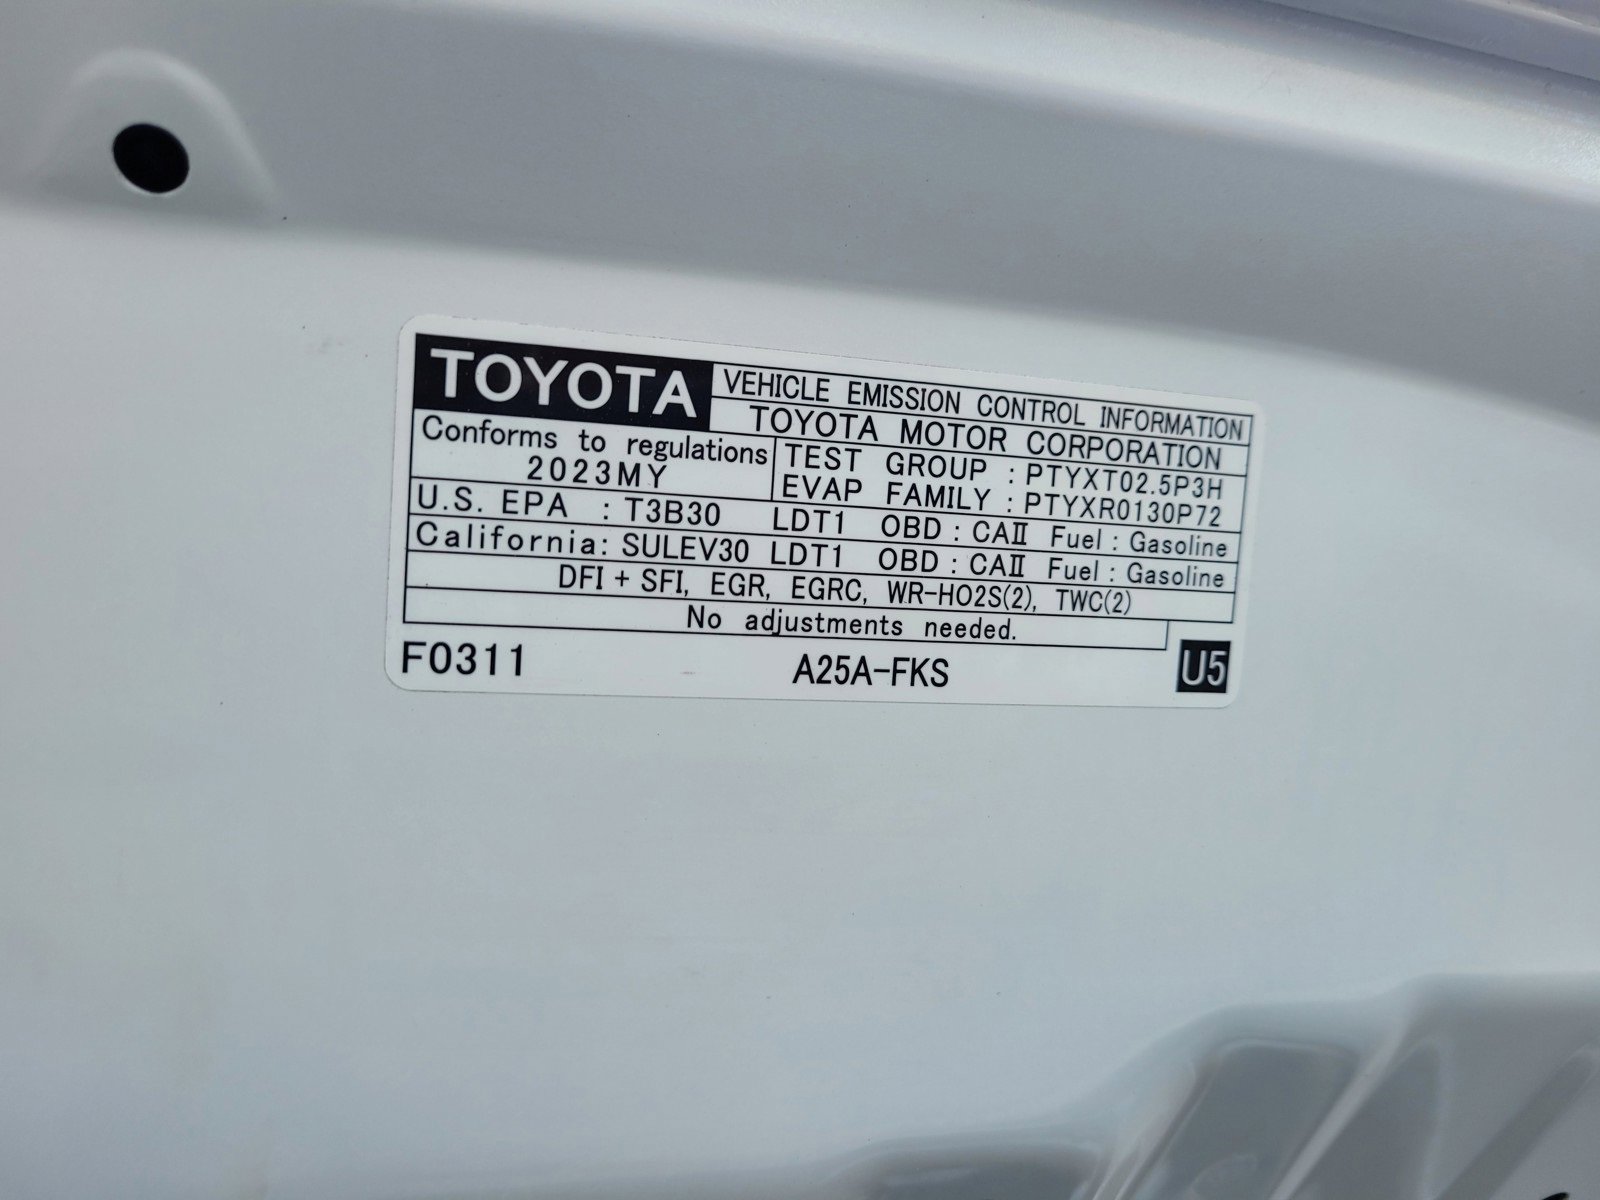 TOYOTA VEHICLE EMISSION CONTROL INFORMATION
TOYOTA MOTOR CORPORATION
Conforms to regulations
2023MY
TEST GROUP : PTYXT02.5P3H
EVAP FAMILY : PTYXR0130P72
U.S. EPA : T3B30 LDT1 OBD : CAⅡ Fuel : Gasoline
California: SULEV30 LDT1 OBD : CAⅡ Fuel : Gasoline
DFI + SFI, EGR, EGRC, WR-HO2S(2), TWC(2)
No adjustments needed.
F0311 A25A-FKS U5